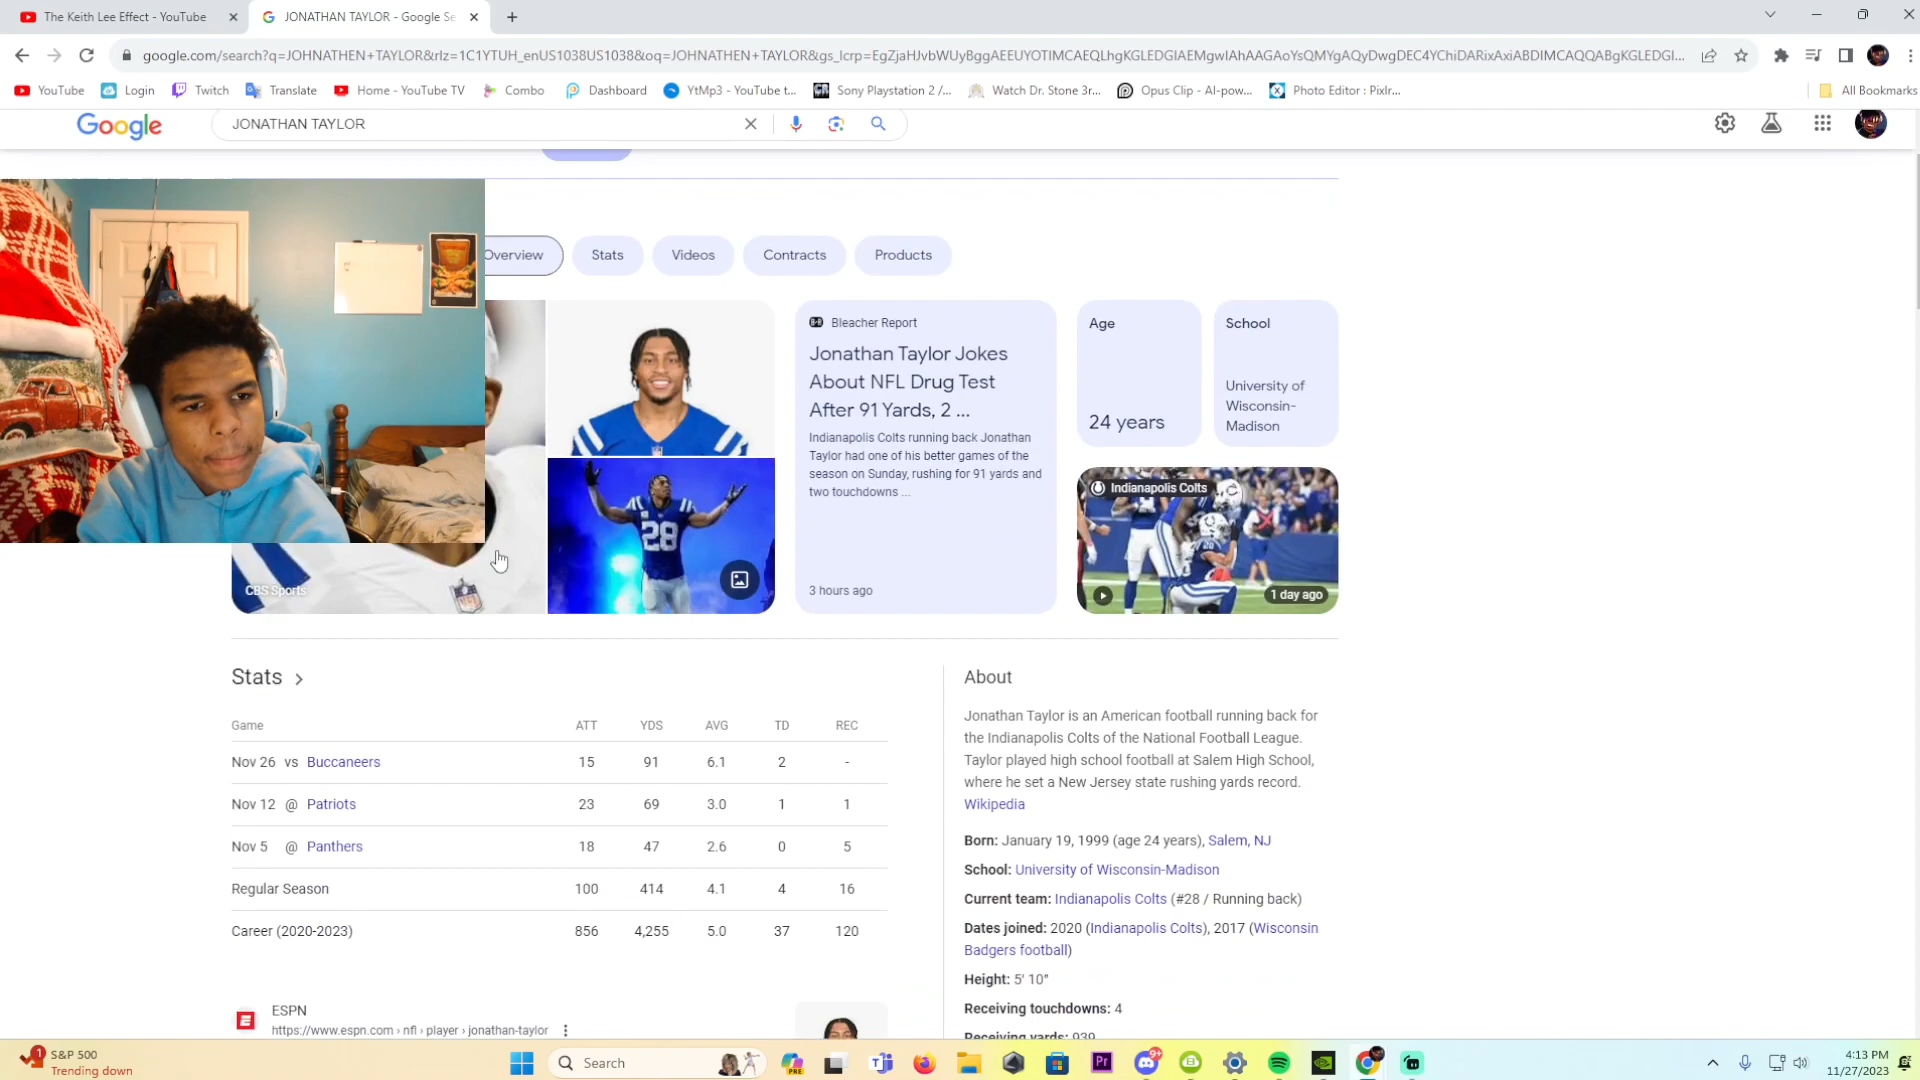 The Keith Lee Effect - YouTube
JONATHAN TAYLOR - Google Se
google.com/search?q=JOHNATHEN+TAYLOR&rlz=1C1YTUH_enUS1038US1038&oq=JOHNATHEN+TAYLOR&gs_lcrp=EgZjaHJvbWUyBggAEEUYOTIMCAEQLhgKGLEDGIAEMgwIAhAAGAoYsQMYgAQyDwgDEC4YChiDARixAxiABDIMCAQQABgKGLEDGI...
YouTube
Login
Twitch
Translate
Home - YouTube TV
Combo
Dashboard
YtMp3 - YouTube t...
Sony Playstation 2 /...
Watch Dr. Stone 3r...
Opus Clip - AI-pow...
Photo Editor : Pixlr...
All Bookmarks
Google
JONATHAN TAYLOR
Overview
Stats
Videos
Contracts
Products
CBS Sports
28
Bleacher Report
Jonathan Taylor Jokes
About NFL Drug Test
After 91 Yards, 2 ...
Indianapolis Colts running back Jonathan
Taylor had one of his better games of the
season on Sunday, rushing for 91 yards and
two touchdowns ...
3 hours ago
Age
24 years
School
University of
Wisconsin-
Madison
Indianapolis Colts
1 day ago
Stats
Game ATT YDS AVG TD REC
Nov 26 vs Buccaneers 15 91 6.1 2 -
Nov 12 @ Patriots 23 69 3.0 1 1
Nov 5 @ Panthers 18 47 2.6 0 5
Regular Season 100 414 4.1 4 16
Career (2020-2023) 856 4,255 5.0 37 120
ESPN
https://www.espn.com › nfl › player › jonathan-taylor
About
Jonathan Taylor is an American football running back for
the Indianapolis Colts of the National Football League.
Taylor played high school football at Salem High School,
where he set a New Jersey state rushing yards record.
Wikipedia
Born: January 19, 1999 (age 24 years), Salem, NJ
School: University of Wisconsin-Madison
Current team: Indianapolis Colts (#28 / Running back)
Dates joined: 2020 (Indianapolis Colts), 2017 (Wisconsin
Badgers football)
Height: 5′ 10″
Receiving touchdowns: 4
Receiving yards: 939
1
S&P 500
Trending down
Search
PRE
9+
4:13 PM
11/27/2023